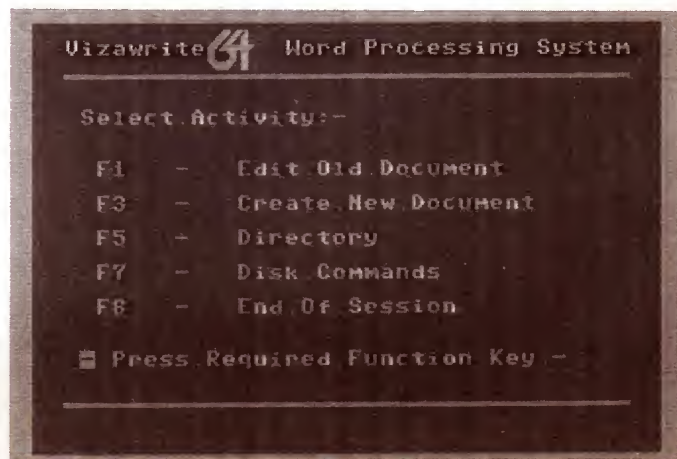 Vizawrite 64 Word Processing System
Select Activity:-
F1 - Edit Old Document
F3 - Create New Document
F5 - Directory
F7 - Disk Commands
F8 - End Of Session
Press Required Function Key -